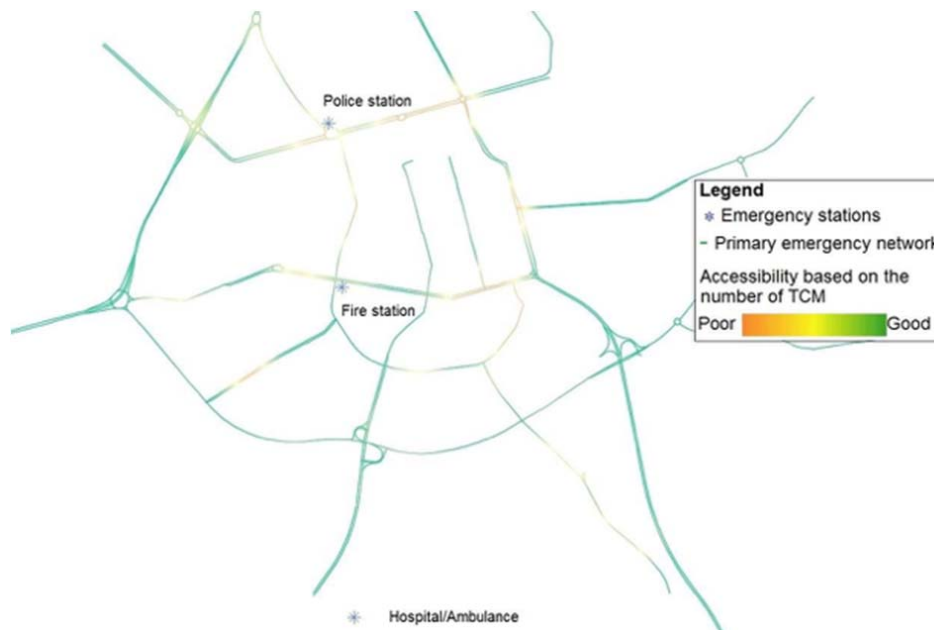 Police station
Legend
Emergency stations
Primary emergency network
Accessibility based on the
number of TCM
Poor Good
Fire station
Hospital/Ambulance